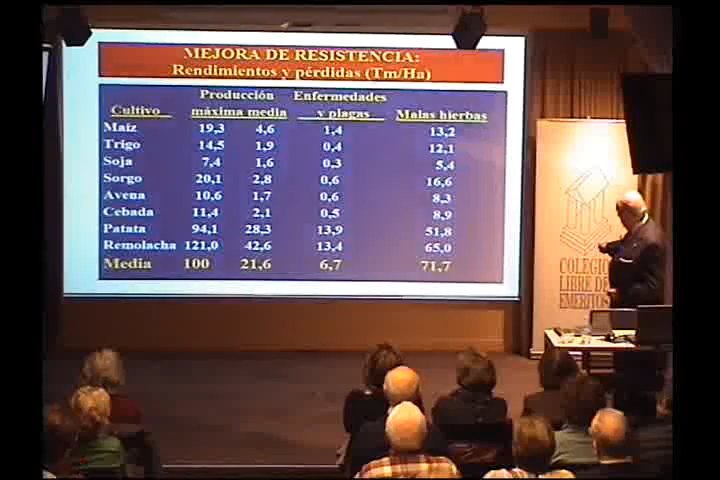 MEJORA DE RESISTENCIA:
Rendimientos y pérdidas (Tm/Ha)
Producción Enfermedades
Cultivo máxima media y plagas Malas hierbas
Maíz 19,3 4,6 1,4 13,2
Trigo 14,5 1,9 0,4 12,1
Soja 7,4 1,6 0,3 5,4
Sorgo 20,1 2,8 0,6 16,6
Avena 10,6 1,7 0,6 8,3
Cebada 11,4 2,1 0,5 8,9
Patata 94,1 28,3 13,9 51,8
Remolacha 121,0 42,6 13,4 65,0
Media 100 21,6 6,7 71,7
COLEGIO
LIBRE DE
EMERITOS